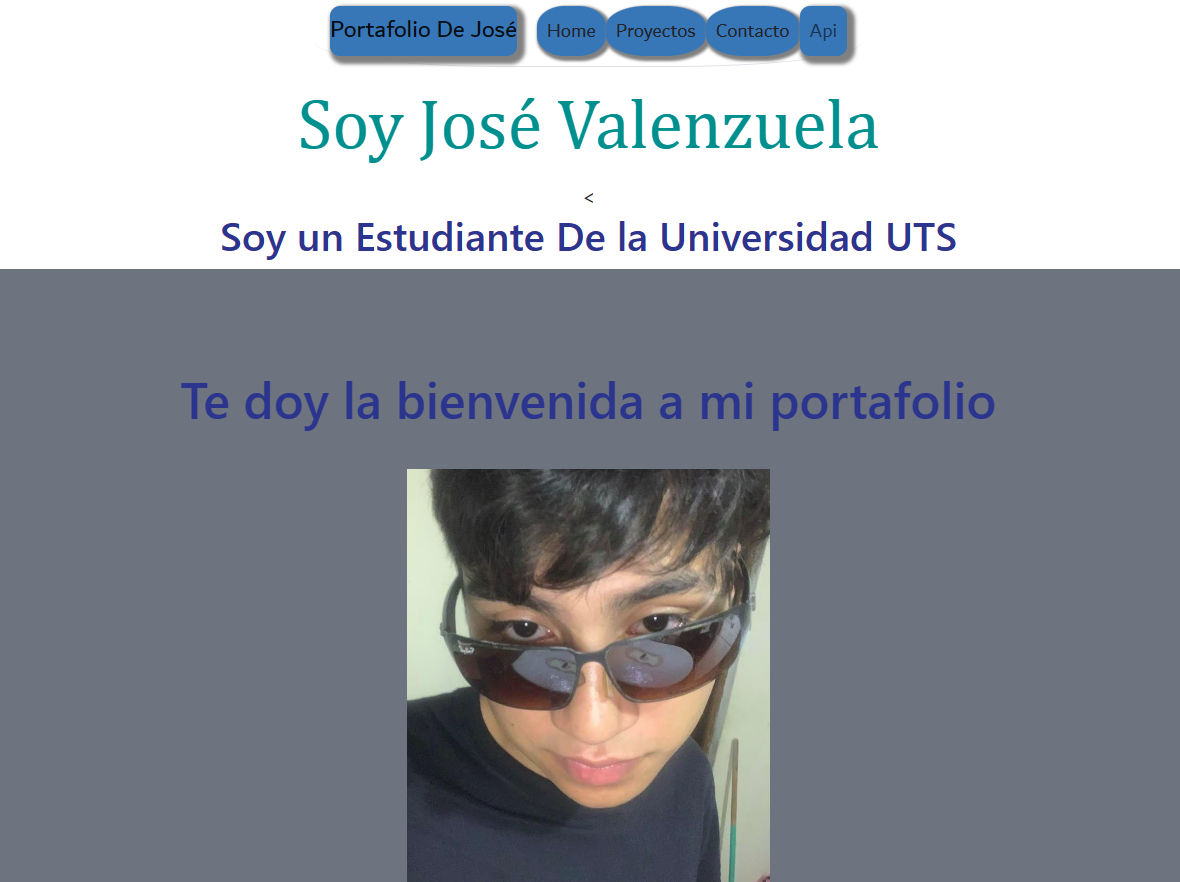 Portafolio De José Home Proyectos Contacto Api
Soy José Valenzuela
<
Soy un Estudiante De la Universidad UTS
Te doy la bienvenida a mi portafolio